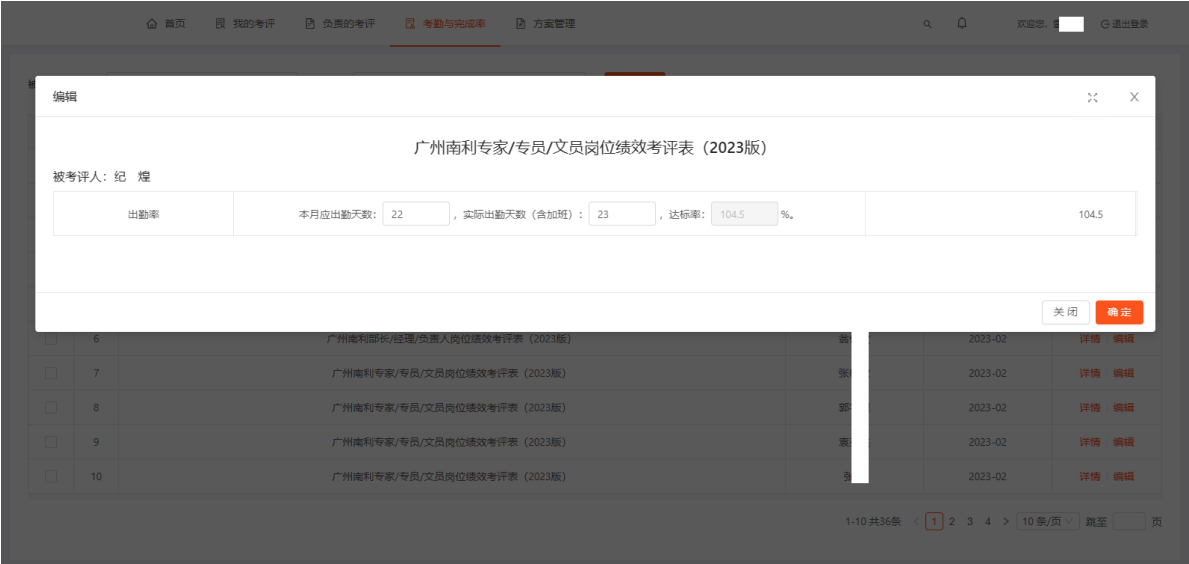 首页 我的考评 负责的考评 考勤与完成率 方案管理 欢迎您, 退出登录
编辑
广州南利专家/专员/文员岗位绩效考评表（2023版）
被考评人：纪 煌
出勤率 本月应出勤天数： 22 ，实际出勤天数（含加班）： 23 ，达标率： 104.5 %。 104.5
关 闭 确 定
6 广州南利部长/经理/负责人岗位绩效考评表（2023版） 2023-02 详情 编辑
7 广州南利专家/专员/文员岗位绩效考评表（2023版） 张 2023-02 详情 编辑
8 广州南利专家/专员/文员岗位绩效考评表（2023版） 郭 2023-02 详情 编辑
9 广州南利专家/专员/文员岗位绩效考评表（2023版） 袁 2023-02 详情 编辑
10 广州南利专家/专员/文员岗位绩效考评表（2023版） 张 2023-02 详情 编辑
1-10 共36条 < 1 2 3 4 > 10 条/页 跳至 页